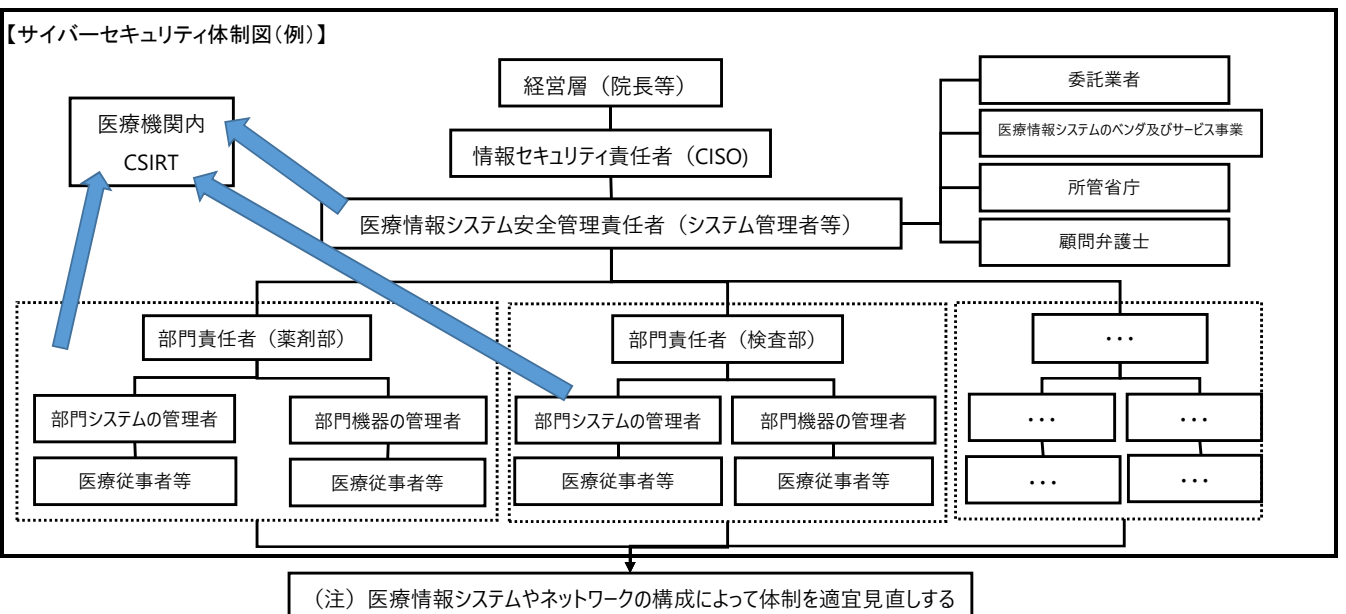 【サイバーセキュリティ体制図(例)】
経営層(院長等)
医療機関内
CSIRT
情報セキュリティ責任者(CISO)
医療情報システム安全管理責任者(システム管理者等)
委託業者
医療情報システムのベンダ及びサービス事業
所管省庁
顧問弁護士
部門責任者(薬剤部)
部門システムの管理者
部門機器の管理者
医療従事者等
医療従事者等
部門責任者(検査部)
部門システムの管理者
部門機器の管理者
医療従事者等
医療従事者等
・・・
・・・
・・・
・・・
・・・
(注)医療情報システムやネットワークの構成によって体制を適宜見直しする